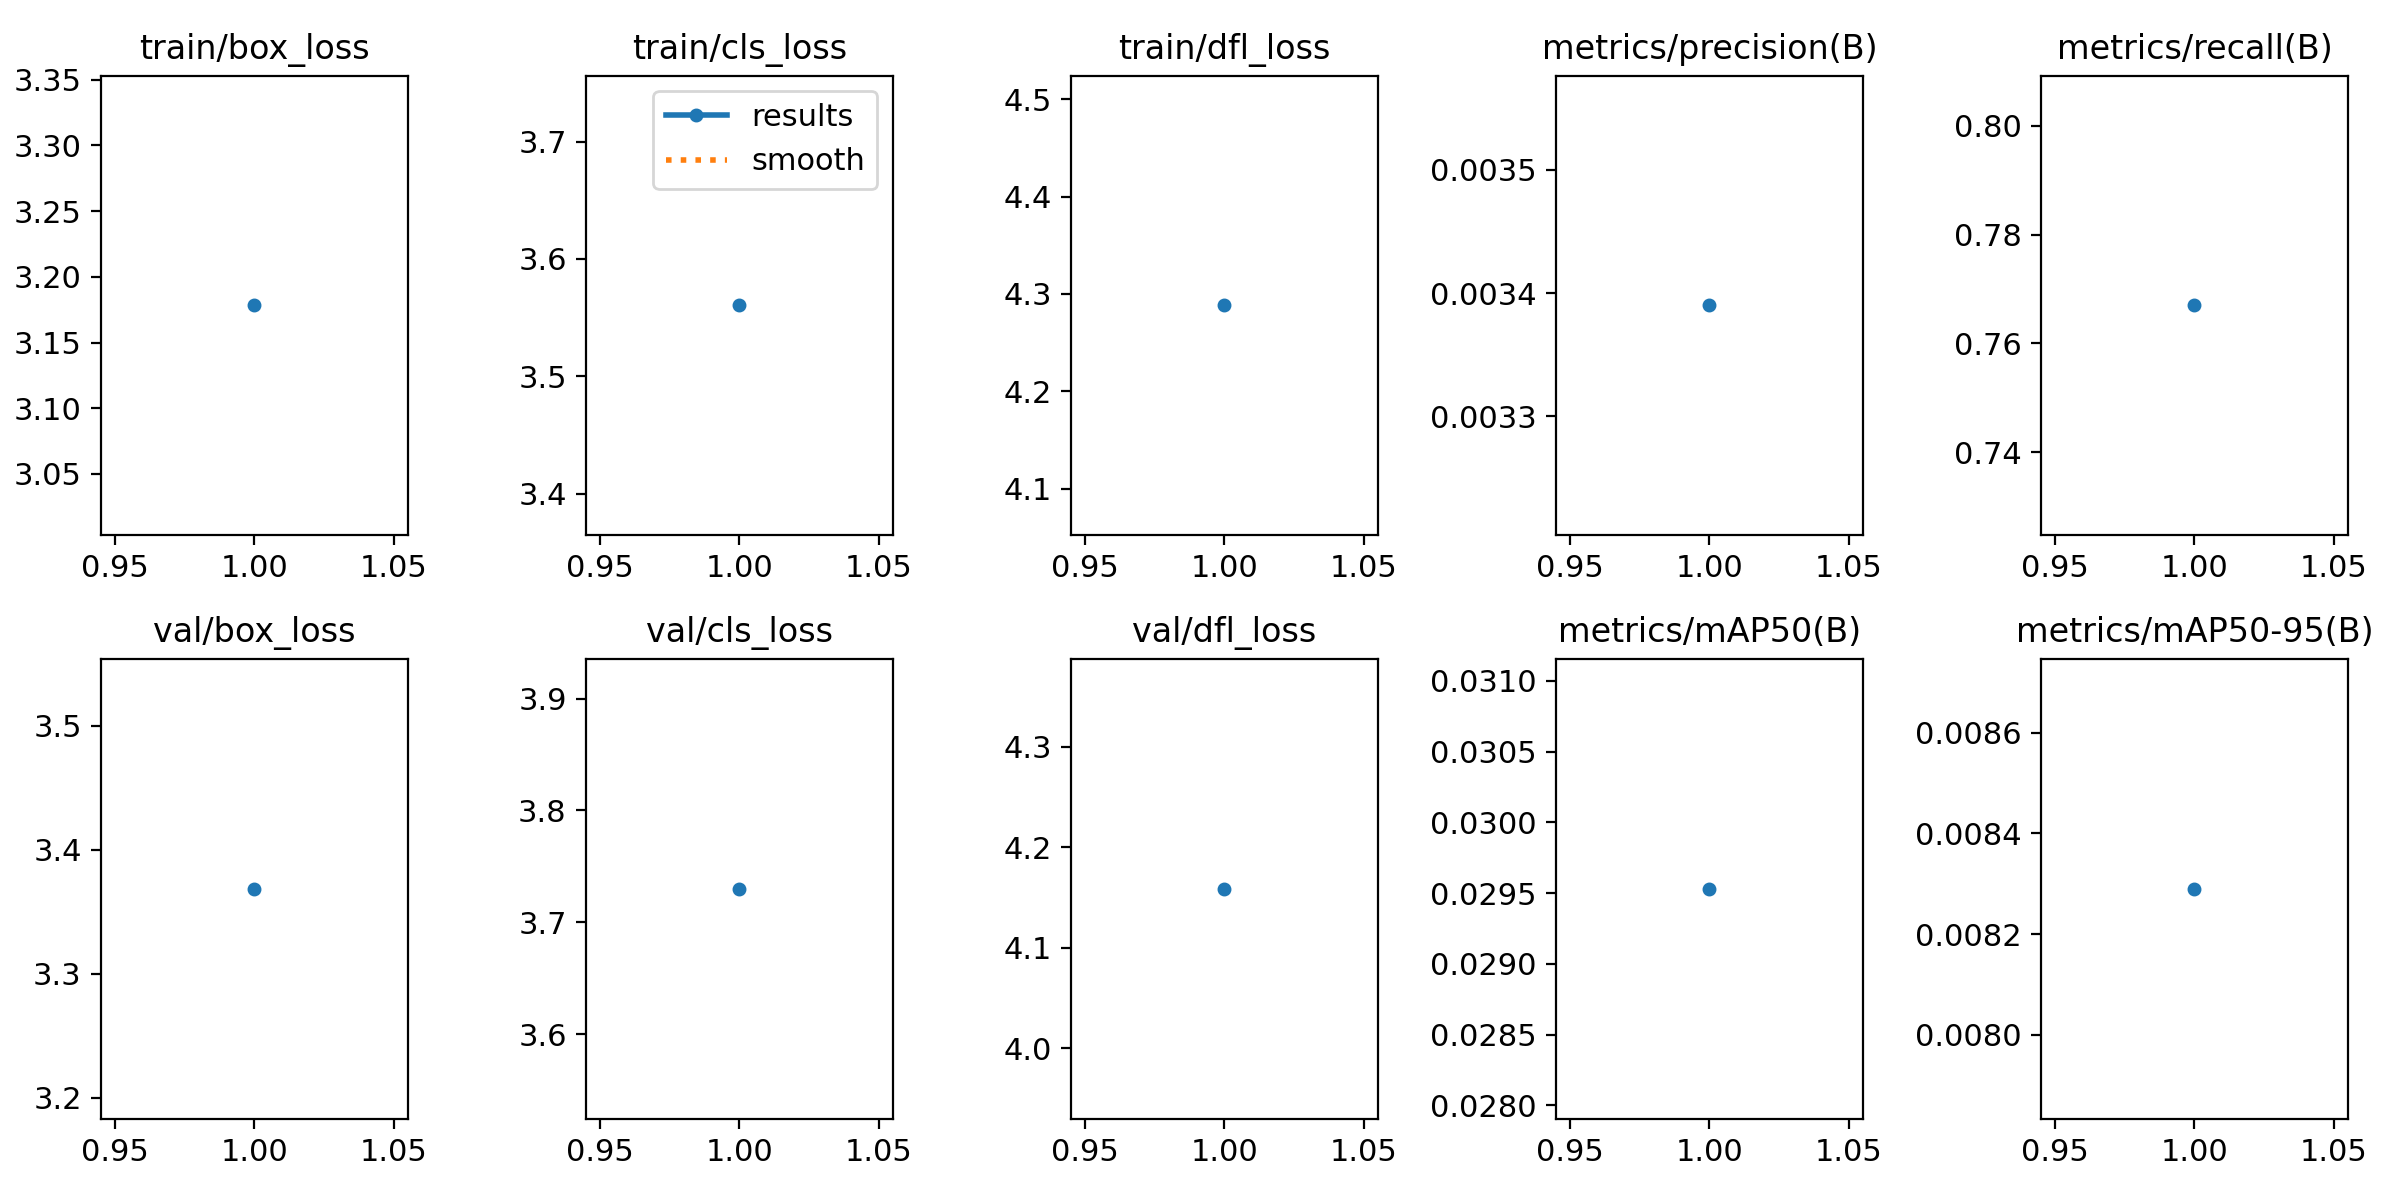 train/box_loss
3.35
3.30
3.25
3.20
3.15
3.10
3.05
0.95 1.00 1.05
train/cls_loss
results
smooth
3.7
3.6
3.5
3.4
0.95 1.00 1.05
train/dfl_loss
4.5
4.4
4.3
4.2
4.1
0.95 1.00 1.05
metrics/precision(B)
0.0035
0.0034
0.0033
0.95 1.00 1.05
metrics/recall(B)
0.80
0.78
0.76
0.74
0.95 1.00 1.05
val/box_loss
3.5
3.4
3.3
3.2
0.95 1.00 1.05
val/cls_loss
3.9
3.8
3.7
3.6
0.95 1.00 1.05
val/dfl_loss
4.3
4.2
4.1
4.0
0.95 1.00 1.05
metrics/mAP50(B)
0.0310
0.0305
0.0300
0.0295
0.0290
0.0285
0.0280
0.95 1.00 1.05
metrics/mAP50-95(B)
0.0086
0.0084
0.0082
0.0080
0.95 1.00 1.05